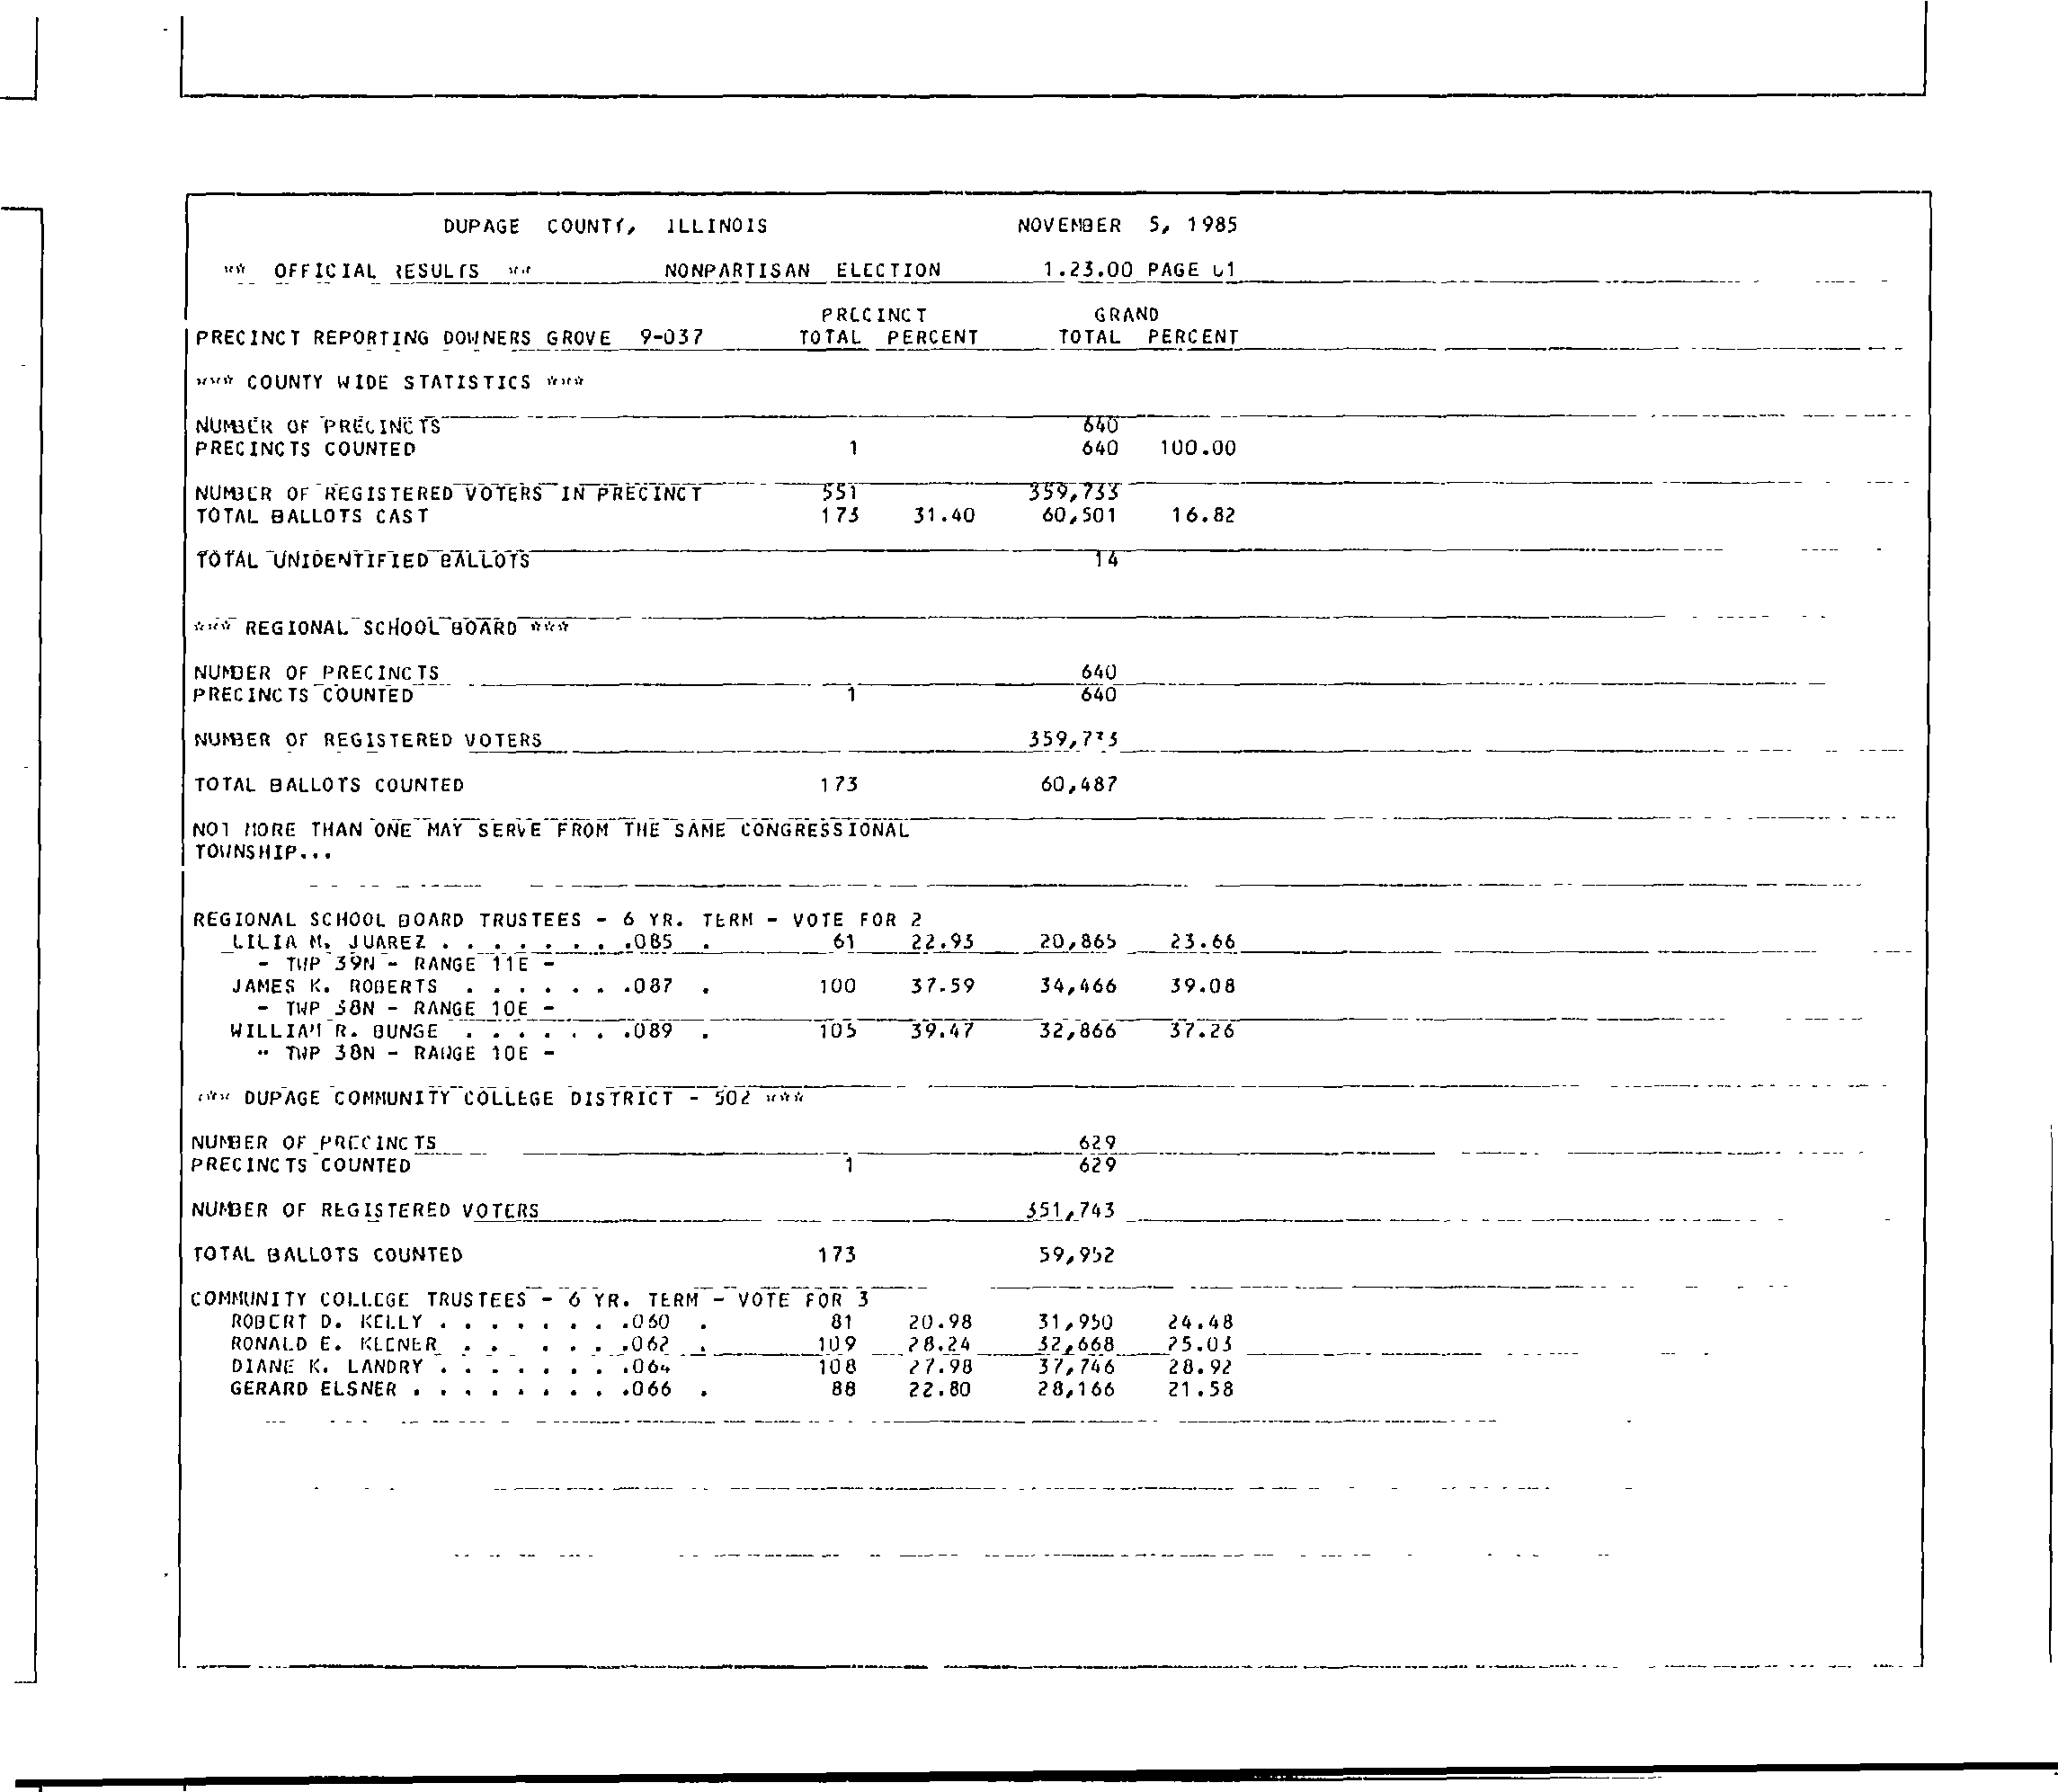 DUPAGE COUNTY, ILLINOIS NOVEMBER 5, 1985
** OFFICIAL RESULTS ** NONPARTISAN ELECTION 1.23.00 PAGE 01
PRECINCT GRAND
PRECINCT REPORTING DOWNERS GROVE 9-037 TOTAL PERCENT TOTAL PERCENT
*** COUNTY WIDE STATISTICS ***
NUMBER OF PRECINCTS 640
PRECINCTS COUNTED 1 640 100.00
NUMBER OF REGISTERED VOTERS IN PRECINCT 551 359,733
TOTAL BALLOTS CAST 173 31.40 60,501 16.82
TOTAL UNIDENTIFIED BALLOTS 14
*** REGIONAL SCHOOL BOARD ***
NUMBER OF PRECINCTS 640
PRECINCTS COUNTED 1 640
NUMBER OF REGISTERED VOTERS 359,733
TOTAL BALLOTS COUNTED 173 60,487
NOT MORE THAN ONE MAY SERVE FROM THE SAME CONGRESSIONAL
TOWNSHIP...
REGIONAL SCHOOL BOARD TRUSTEES - 6 YR. TERM - VOTE FOR 2
LILIA M. JUAREZ . . . . . . . .085 . 61 22.93 20,865 23.66
- TWP 39N - RANGE 11E -
JAMES K. ROBERTS . . . . . . .087 . 100 37.59 34,466 39.08
- TWP 38N - RANGE 10E -
WILLIAM R. BUNGE . . . . . . .089 . 105 39.47 32,866 37.26
- TWP 38N - RANGE 10E -
*** DUPAGE COMMUNITY COLLEGE DISTRICT - 502 ***
NUMBER OF PRECINCTS 629
PRECINCTS COUNTED 1 629
NUMBER OF REGISTERED VOTERS 351,743
TOTAL BALLOTS COUNTED 173 59,952
COMMUNITY COLLEGE TRUSTEES - 6 YR. TERM - VOTE FOR 3
ROBERT D. KELLY . . . . . . . .060 . 81 20.98 31,950 24.48
RONALD E. KEENER . . . . . . .062 . 109 28.24 32,668 25.03
DIANE K. LANDRY . . . . . . . .064 . 108 27.98 37,746 28.92
GERARD ELSNER . . . . . . . . .066 . 88 22.80 28,166 21.58